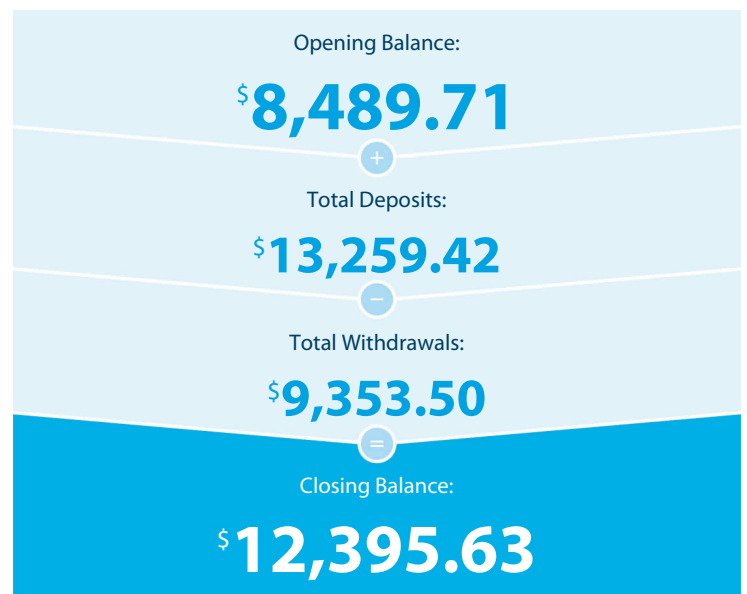 Opening Balance:
$8,489.71
+
Total Deposits:
$13,259.42
−
Total Withdrawals:
$9,353.50
=
Closing Balance:
$12,395.63